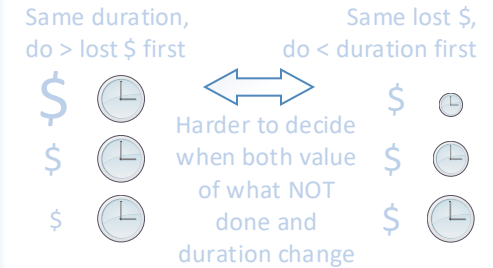 Same duration,
do > lost $ first
Same lost $,
do < duration first
$
$
$
Harder to decide
when both value
of what NOT
done and
duration change
$
$
$